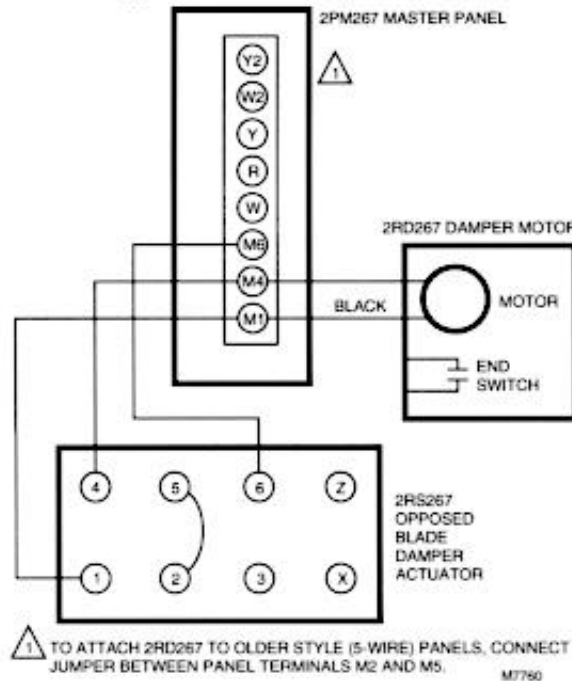 2PM267 MASTER PANEL
1
Y2
W2
Y
R
W
M6
M4
M1
2RD267 DAMPER MOTOR
BLACK
MOTOR
END
SWITCH
4
5
6
Z
1
2
3
X
2RS267
OPPOSED
BLADE
DAMPER
ACTUATOR
1 TO ATTACH 2RD267 TO OLDER STYLE (5-WIRE) PANELS, CONNECT
JUMPER BETWEEN PANEL TERMINALS M2 AND M5.
M7760